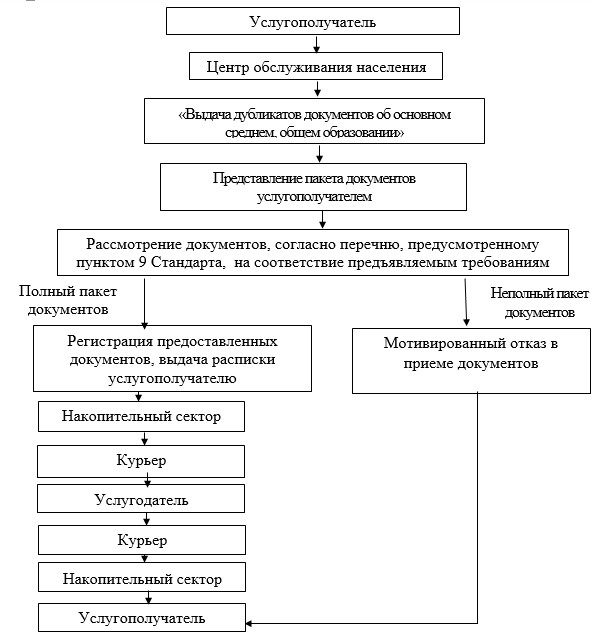 Услугополучатель
Центр обслуживания населения
«Выдача дубликатов документов об основном
среднем, общем образовании»
Представление пакета документов
услугополучателем
Рассмотрение документов, согласно перечню, предусмотренному
пунктом 9 Стандарта, на соответствие предъявляемым требованиям
Полный пакет
документов
Неполный пакет
документов
Регистрация предоставленных
документов, выдача расписки
услугополучателю
Мотивированный отказ в
приеме документов
Накопительный сектор
Курьер
Услугодатель
Курьер
Накопительный сектор
Услугополучатель